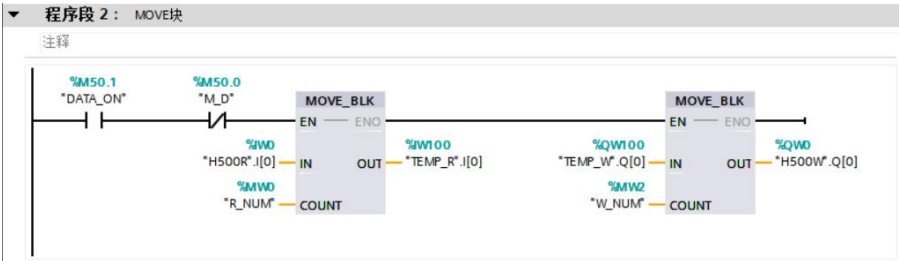 程序段 2： MOVE块
注释
%M50.1
"DATA_ON"
%M50.0
"M_D"
MOVE_BLK
EN ENO
%IW0
"H500R".I[0]
IN OUT
%IW100
"TEMP_R".I[0]
%MW0
"R_NUM"
COUNT
MOVE_BLK
EN ENO
%QW100
"TEMP_W".Q[0]
IN OUT
%QW0
"H500W".Q[0]
%MW2
"W_NUM"
COUNT